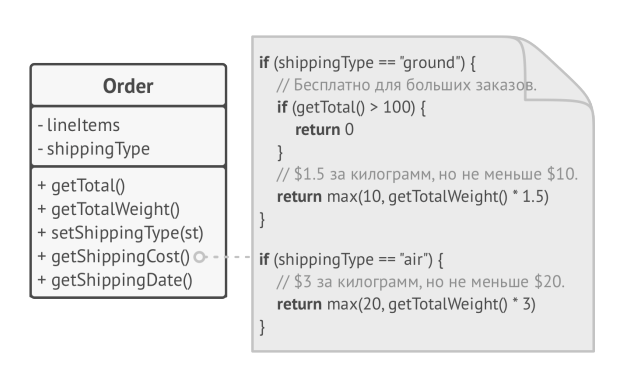 Order
- lineItems
- shippingType
+ getTotal()
+ getTotalWeight()
+ setShippingType(st)
+ getShippingCost()
+ getShippingDate()
if (shippingType == "ground") {
// Бесплатно для больших заказов.
if (getTotal() > 100) {
return 0
}
// $1.5 за килограмм, но не меньше $10.
return max(10, getTotalWeight() * 1.5)
}
if (shippingType == "air") {
// $3 за килограмм, но не меньше $20.
return max(20, getTotalWeight() * 3)
}